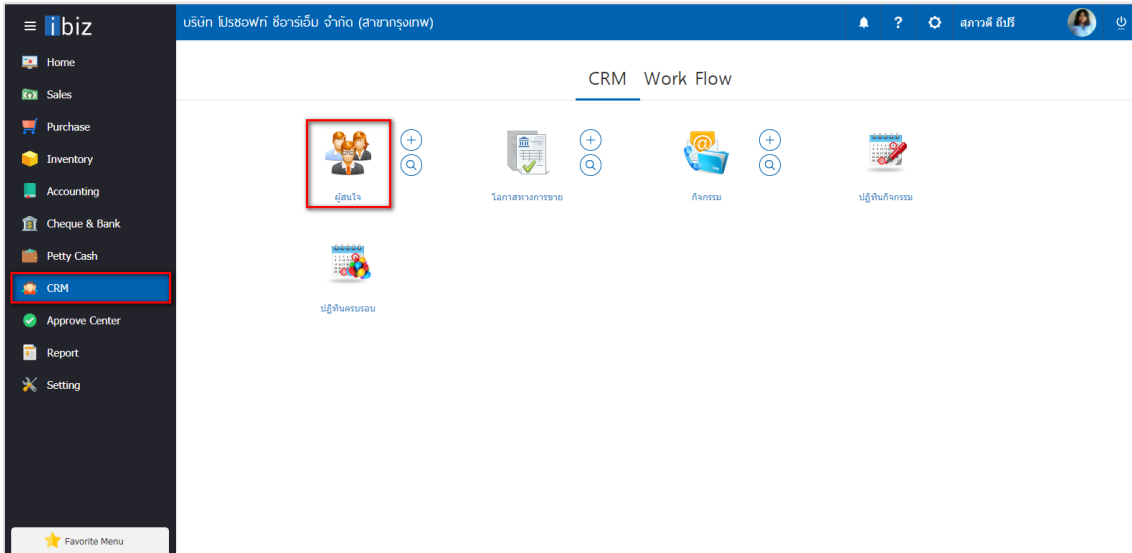 ibiz
บริษัท โปรซอฟท์ ซีอาร์เอ็ม จำกัด (สาขากรุงเทพ)
?
สุภาวดี ถีปรี
Home
Sales
Purchase
Inventory
Accounting
Cheque & Bank
Petty Cash
CRM
Approve Center
Report
Setting
Favorite Menu
CRM Work Flow
ผู้สนใจ
โอกาสทางการขาย
กิจกรรม
ปฏิทินกิจกรรม
ปฏิทินครบรอบ